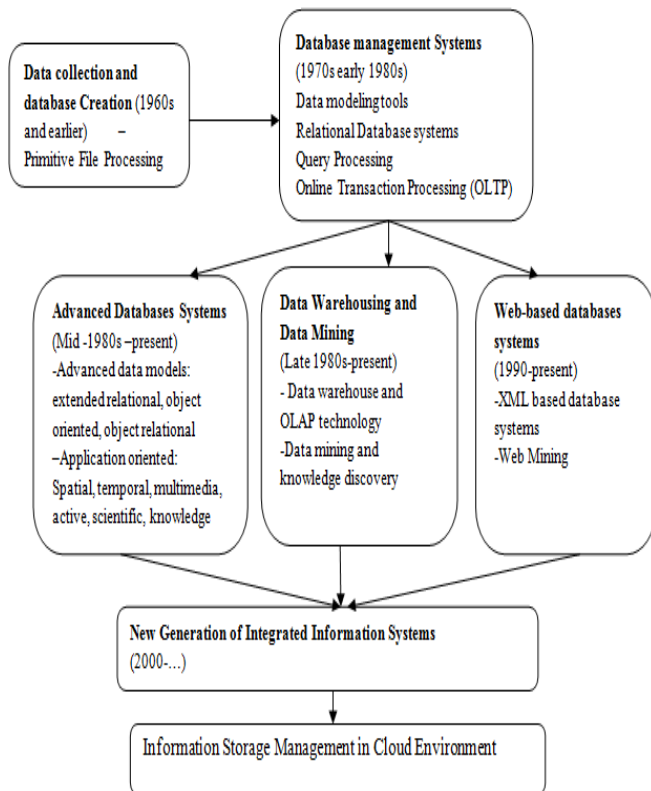 Data collection and
database Creation (1960s
and earlier) –
Primitive File Processing
Database management Systems
(1970s early 1980s)
Data modeling tools
Relational Database systems
Query Processing
Online Transaction Processing (OLTP)
Advanced Databases Systems
(Mid -1980s –present)
-Advanced data models:
extended relational, object
oriented, object relational
–Application oriented:
Spatial, temporal, multimedia,
active, scientific, knowledge
Data Warehousing and
Data Mining
(Late 1980s-present)
- Data warehouse and
OLAP technology
-Data mining and
knowledge discovery
Web-based databases
systems
(1990-present)
-XML based database
systems
-Web Mining
New Generation of Integrated Information Systems
(2000-...)
Information Storage Management in Cloud Environment